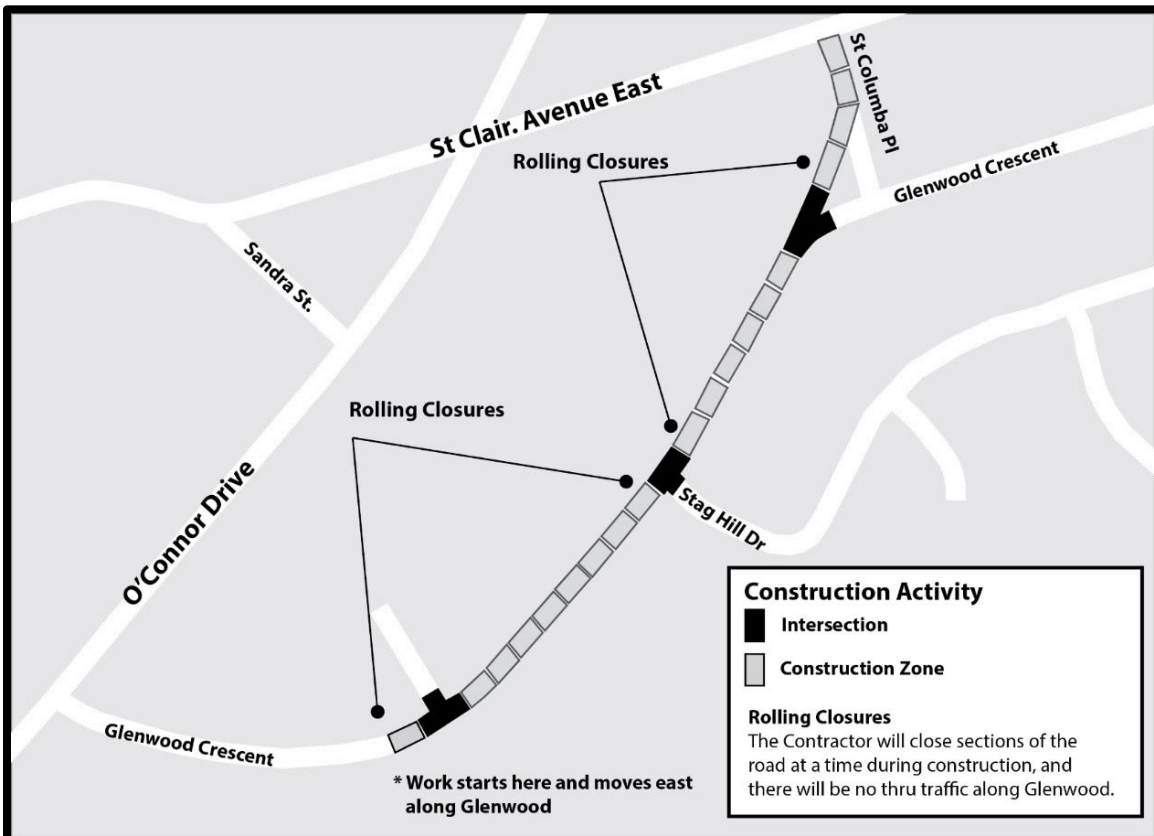 St Clair. Avenue East
St Columba Pl
Rolling Closures
Glenwood Crescent
Sandra St.
Rolling Closures
O'Connor Drive
Stag Hill Dr
Glenwood Crescent
* Work starts here and moves east
along Glenwood
Construction Activity
Intersection
Construction Zone
Rolling Closures
The Contractor will close sections of the
road at a time during construction, and
there will be no thru traffic along Glenwood.